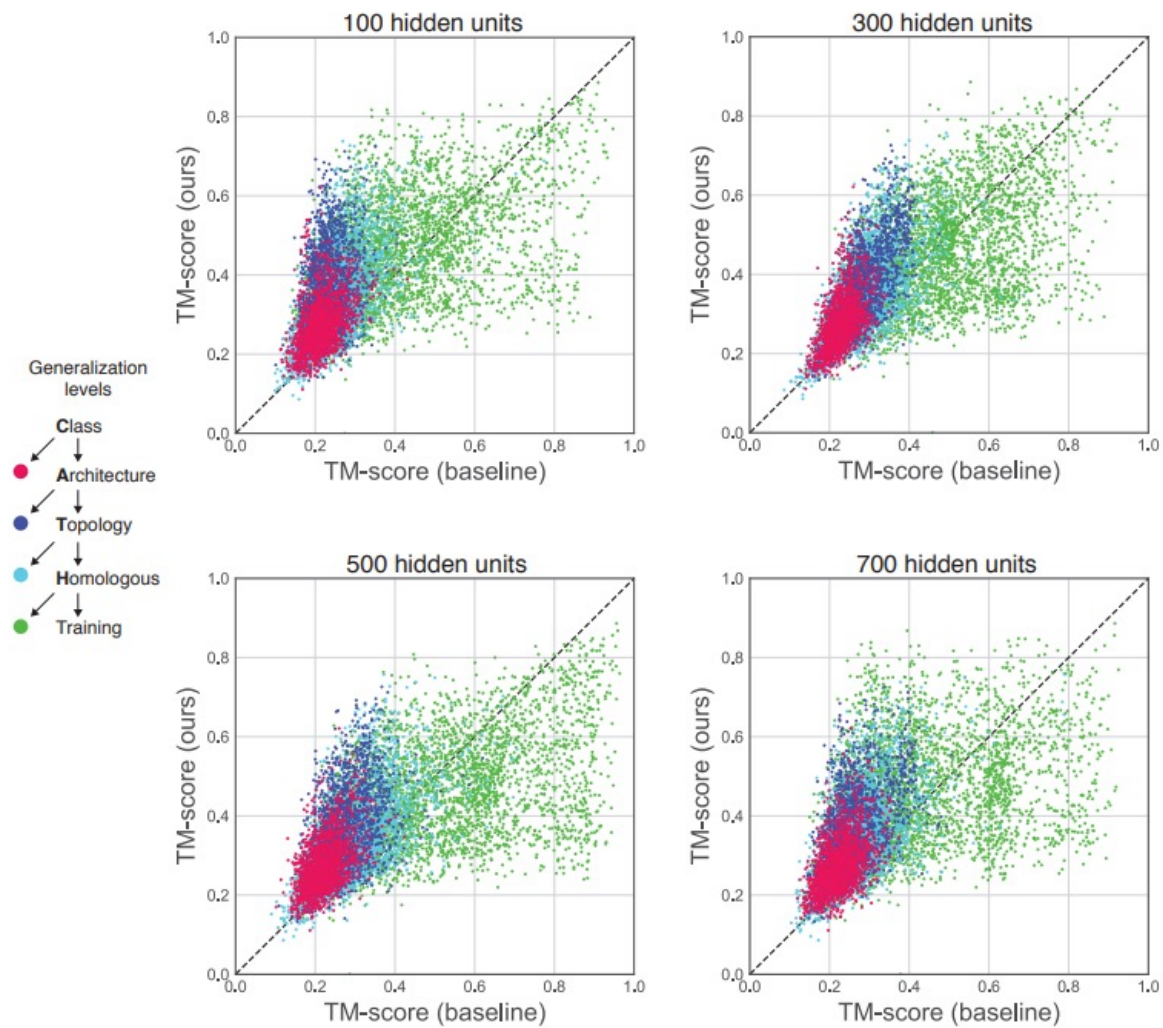 100 hidden units
1.0
0.8
0.6
0.4
0.2
0.0
TM-score (ours)
0.0 0.2 0.4 0.6 0.8 1.0
TM-score (baseline)
300 hidden units
1.0
0.8
0.6
0.4
0.2
0.0
TM-score (ours)
0.0 0.2 0.4 0.6 0.8 1.0
TM-score (baseline)
Generalization
levels
Class
Architecture
Topology
Homologous
Training
500 hidden units
1.0
0.8
0.6
0.4
0.2
0.0
TM-score (ours)
0.0 0.2 0.4 0.6 0.8 1.0
TM-score (baseline)
700 hidden units
1.0
0.8
0.6
0.4
0.2
0.0
TM-score (ours)
0.0 0.2 0.4 0.6 0.8 1.0
TM-score (baseline)